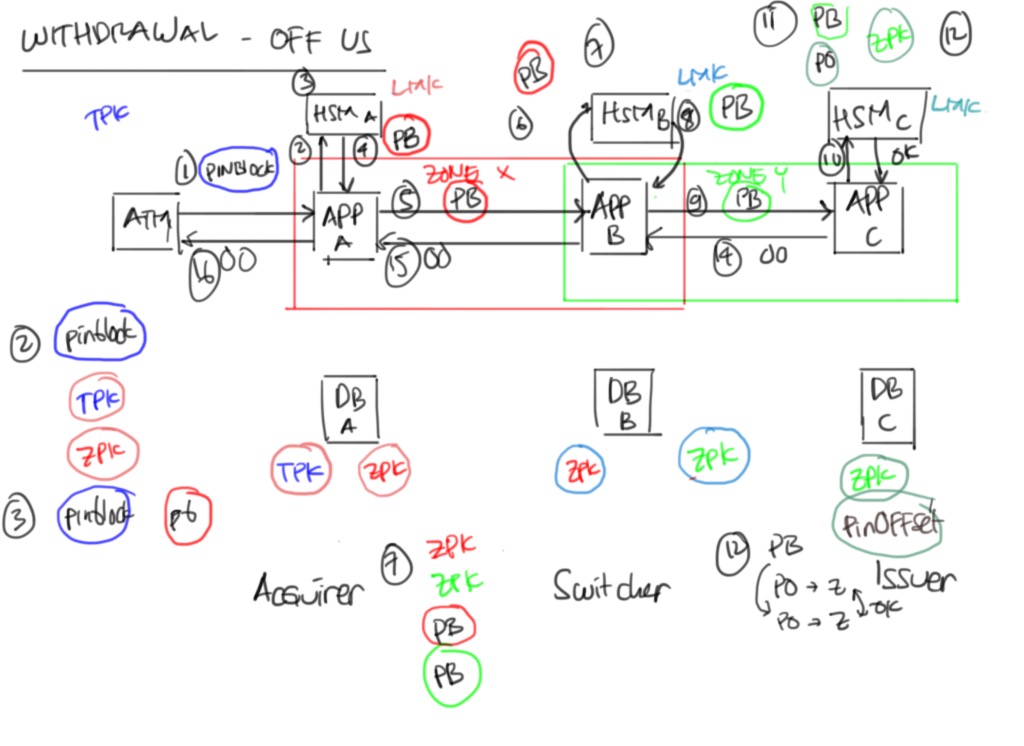 WITHDRAWAL - OFF US
11 PB ZPK 12
PO
PB 7
6
TPK
3
HSM A
LMK
PB
2 4
HSM B
LMK
8 PB
HSM C
LMK
10 OK
1 PINBLOCK
ATM
APP A
ZONE X
5 PB
APP B
ZONE Y
9 PB
APP C
16 00
15 00
14 00
2 pinblock
TPK
ZPK
3 pinblock pb
DB A
TPK ZPK
DB B
ZPK ZPK
DB C
ZPK
PINOFFSet
Acquirer
7 ZPK
ZPK
PB
PB
Switcher
12 PB
PO → Z
PO → Z
OK
Issuer